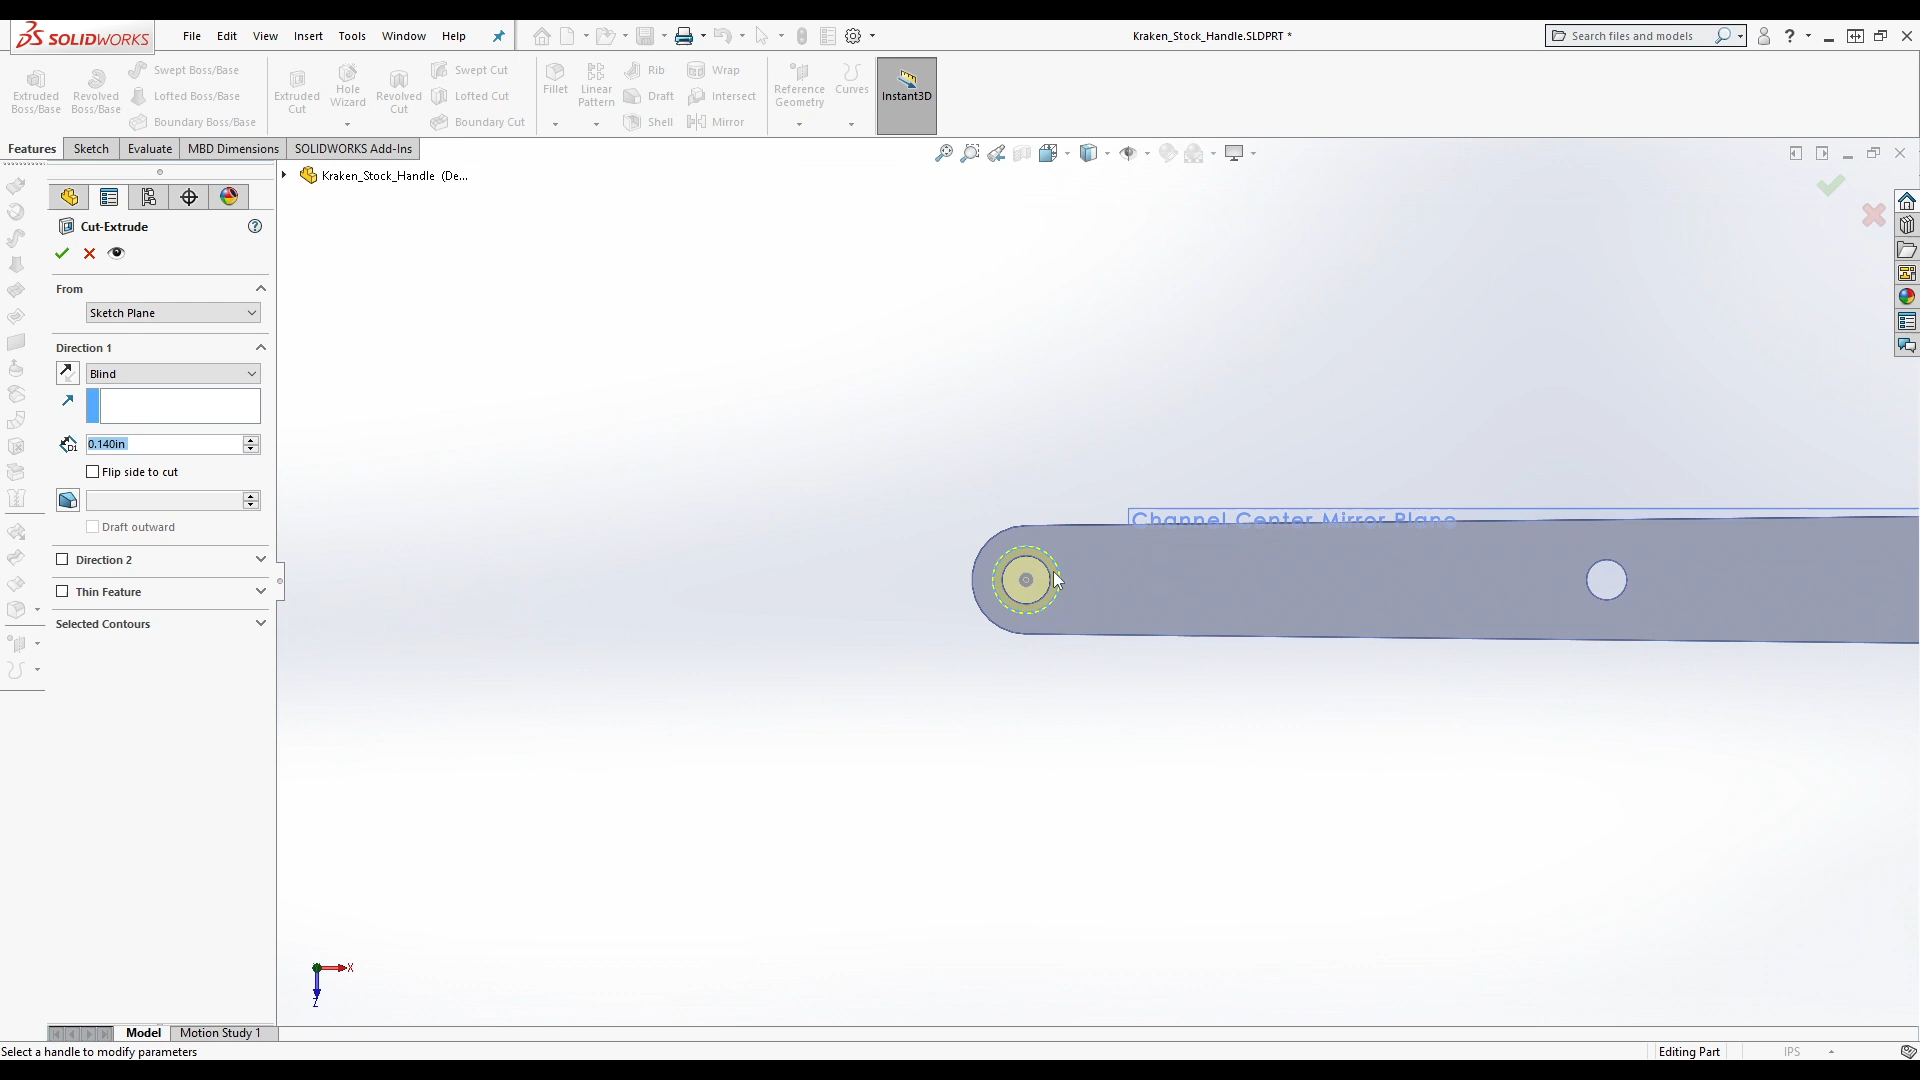 SOLIDWORKS
File Edit View Insert Tools Window Help
Kraken_Stock_Handle.SLDPRT *
Search files and models
Extruded Boss/Base
Revolved Boss/Base
Swept Boss/Base
Lofted Boss/Base
Boundary Boss/Base
Extruded Cut
Hole Wizard
Revolved Cut
Swept Cut
Lofted Cut
Boundary Cut
Fillet
Linear Pattern
Rib
Draft
Shell
Wrap
Intersect
Mirror
Reference Geometry
Curves
Instant3D
Features Sketch Evaluate MBD Dimensions SOLIDWORKS Add-Ins
Kraken_Stock_Handle (De...
Cut-Extrude
From
Sketch Plane
Direction 1
Blind
D1
0.140in
Flip side to cut
Draft outward
Direction 2
Thin Feature
Selected Contours
Channel Center Mirror Plane
X
Z
Model Motion Study 1
Select a handle to modify parameters
Editing Part
IPS